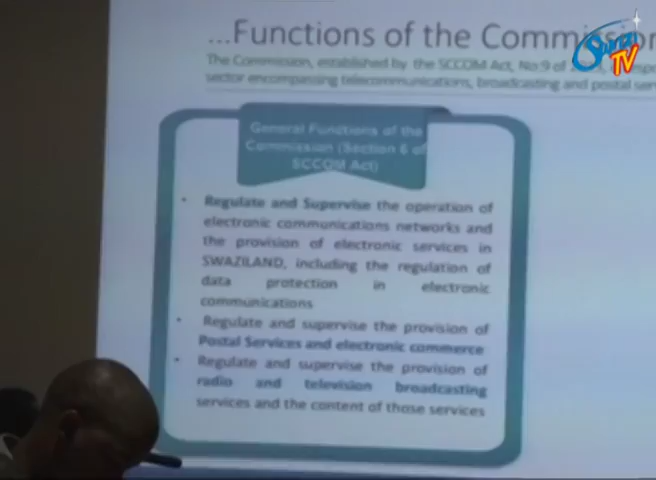 ...Functions of the Commission
The Commission, established by the SCCOM Act, No.9 of
sector encompassing telecommunications, broadcasting and postal
General Functions of the
Commission (Section 6 of
SCCOM Act)
• Regulate and Supervise the operation of
electronic communications networks and
the provision of electronic services in
SWAZILAND, including the regulation of
data protection in electronic
communications
• Regulate and supervise the provision of
Postal Services and electronic commerce
• Regulate and supervise the provision of
radio and television broadcasting
services and the content of those services
Swazi
TV